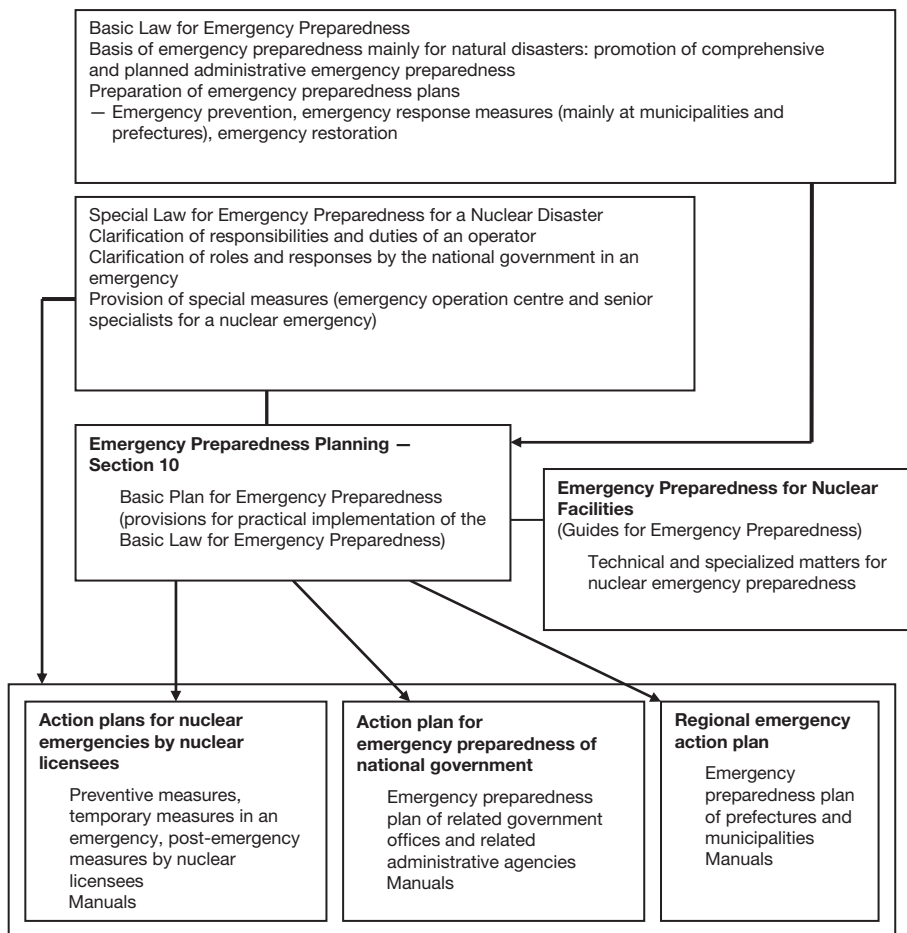 Basic Law for Emergency Preparedness
Basis of emergency preparedness mainly for natural disasters: promotion of comprehensive
and planned administrative emergency preparedness
Preparation of emergency preparedness plans
— Emergency prevention, emergency response measures (mainly at municipalities and
prefectures), emergency restoration
Special Law for Emergency Preparedness for a Nuclear Disaster
Clarification of responsibilities and duties of an operator
Clarification of roles and responses by the national government in an
emergency
Provision of special measures (emergency operation centre and senior
specialists for a nuclear emergency)
Emergency Preparedness Planning —
Section 10
Basic Plan for Emergency Preparedness
(provisions for practical implementation of the
Basic Law for Emergency Preparedness)
Emergency Preparedness for Nuclear
Facilities
(Guides for Emergency Preparedness)
Technical and specialized matters for
nuclear emergency preparedness
Action plans for nuclear
emergencies by nuclear
licensees
Preventive measures,
temporary measures in an
emergency, post-emergency
measures by nuclear
licensees
Manuals
Action plan for
emergency preparedness of
national government
Emergency preparedness
plan of related government
offices and related
administrative agencies
Manuals
Regional emergency
action plan
Emergency
preparedness plan
of prefectures and
municipalities
Manuals